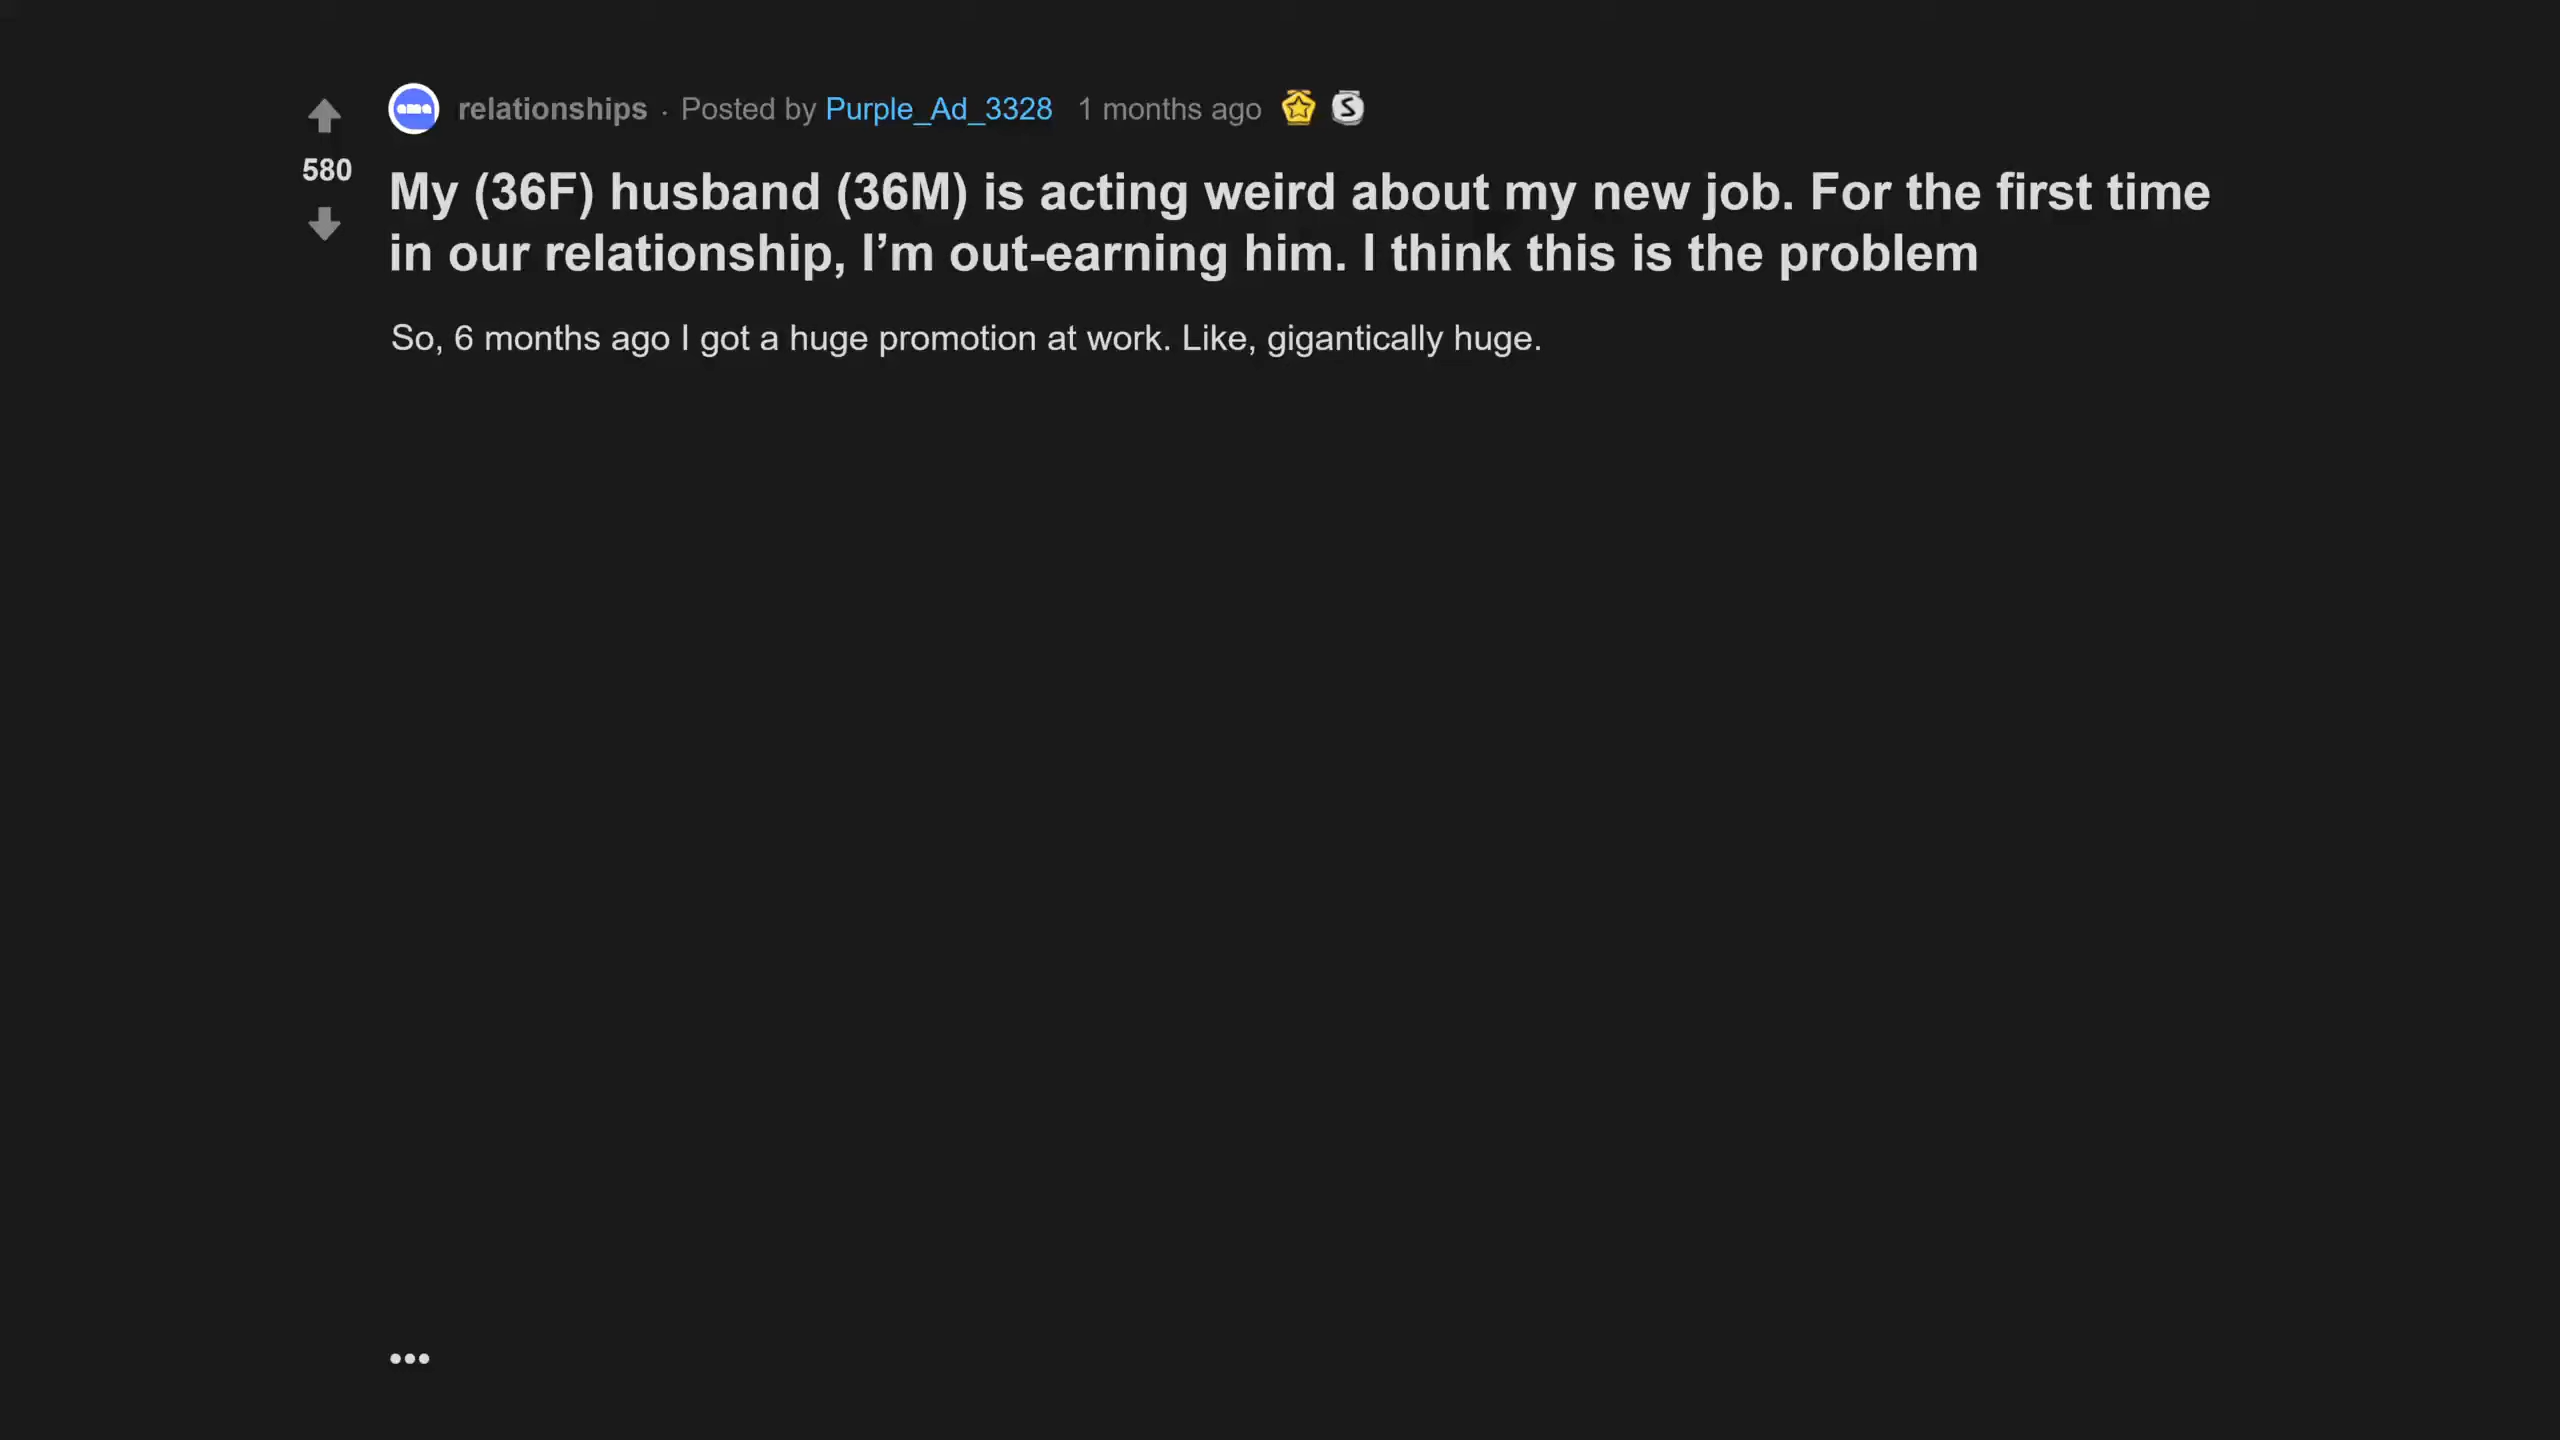 ama relationships · Posted by Purple_Ad_3328 1 months ago S
580
My (36F) husband (36M) is acting weird about my new job. For the first time
in our relationship, I’m out-earning him. I think this is the problem
So, 6 months ago I got a huge promotion at work. Like, gigantically huge.
•••